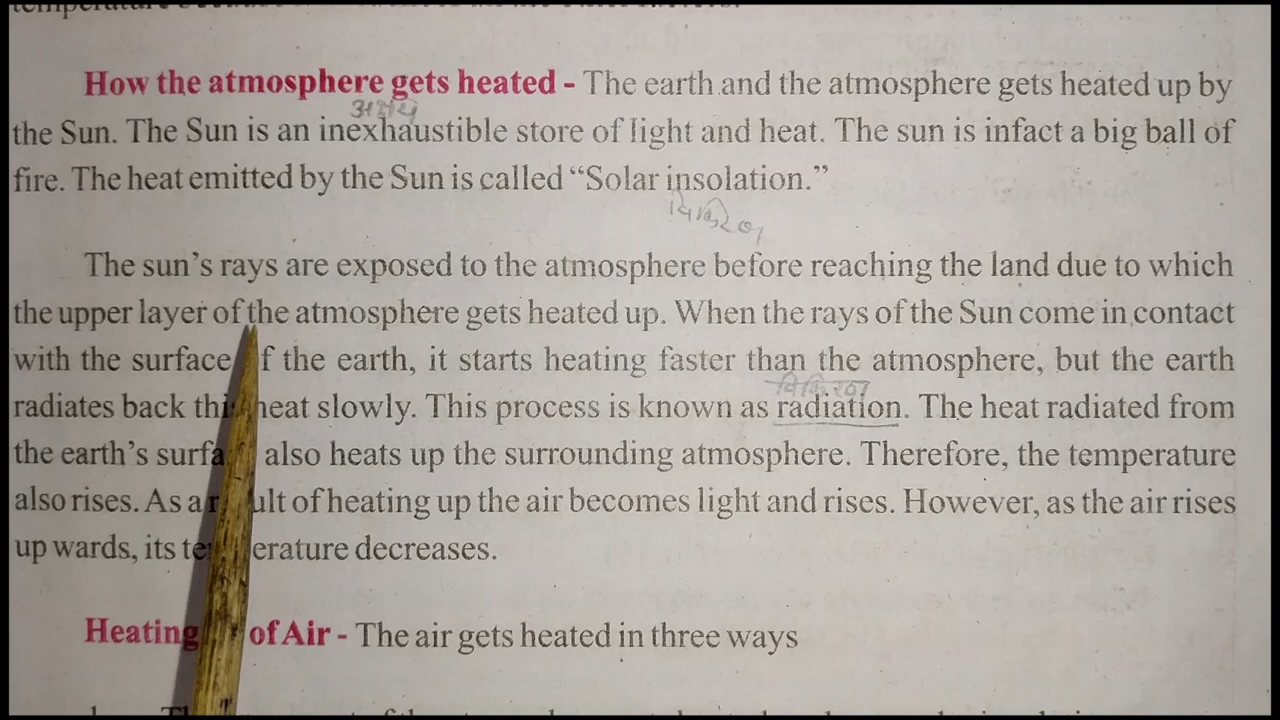 How the atmosphere gets heated - The earth and the atmosphere gets heated up by
the Sun. The Sun is an inexhaustible store of light and heat. The sun is infact a big ball of
fire. The heat emitted by the Sun is called “Solar insolation.”
The sun’s rays are exposed to the atmosphere before reaching the land due to which
the upper layer of the atmosphere gets heated up. When the rays of the Sun come in contact
with the surface f the earth, it starts heating faster than the atmosphere, but the earth
विकिरण
radiates back heat slowly. This process is known as radiation. The heat radiated from
the earth’s also heats up the surrounding atmosphere. Therefore, the temperature
also rises. As a of heating up the air becomes light and rises. However, as the air rises
up wards, its decreases.
Heating of Air - The air gets heated in three ways